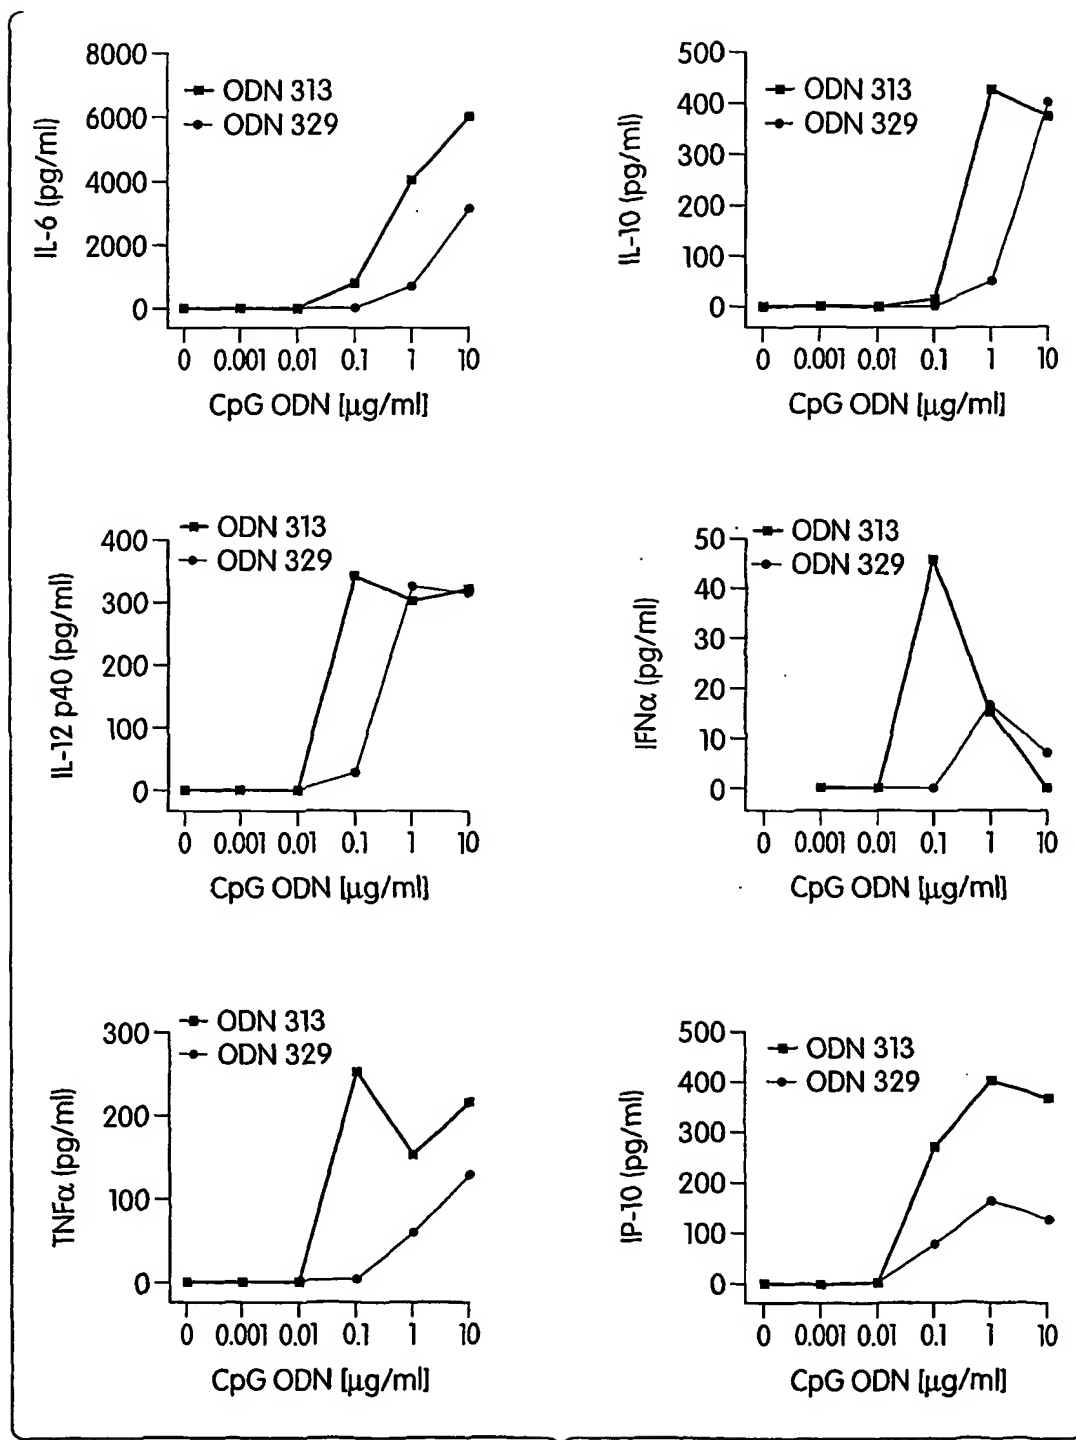 8000
6000
4000
2000
0
IL-6 (pg/ml)
ODN 313
ODN 329
0 0.001 0.01 0.1 1 10
CpG ODN [μg/ml]
500
400
300
200
100
0
IL-10 (pg/ml)
ODN 313
ODN 329
0 0.001 0.01 0.1 1 10
CpG ODN [μg/ml]
400
300
200
100
0
IL-12 p40 (pg/ml)
ODN 313
ODN 329
0 0.001 0.01 0.1 1 10
CpG ODN [μg/ml]
50
40
30
20
10
0
IFNα (pg/ml)
ODN 313
ODN 329
0 0.001 0.01 0.1 1 10
CpG ODN [μg/ml]
300
200
100
0
TNFα (pg/ml)
ODN 313
ODN 329
0 0.001 0.01 0.1 1 10
CpG ODN [μg/ml]
500
400
300
200
100
0
IP-10 (pg/ml)
ODN 313
ODN 329
0 0.001 0.01 0.1 1 10
CpG ODN [μg/ml]